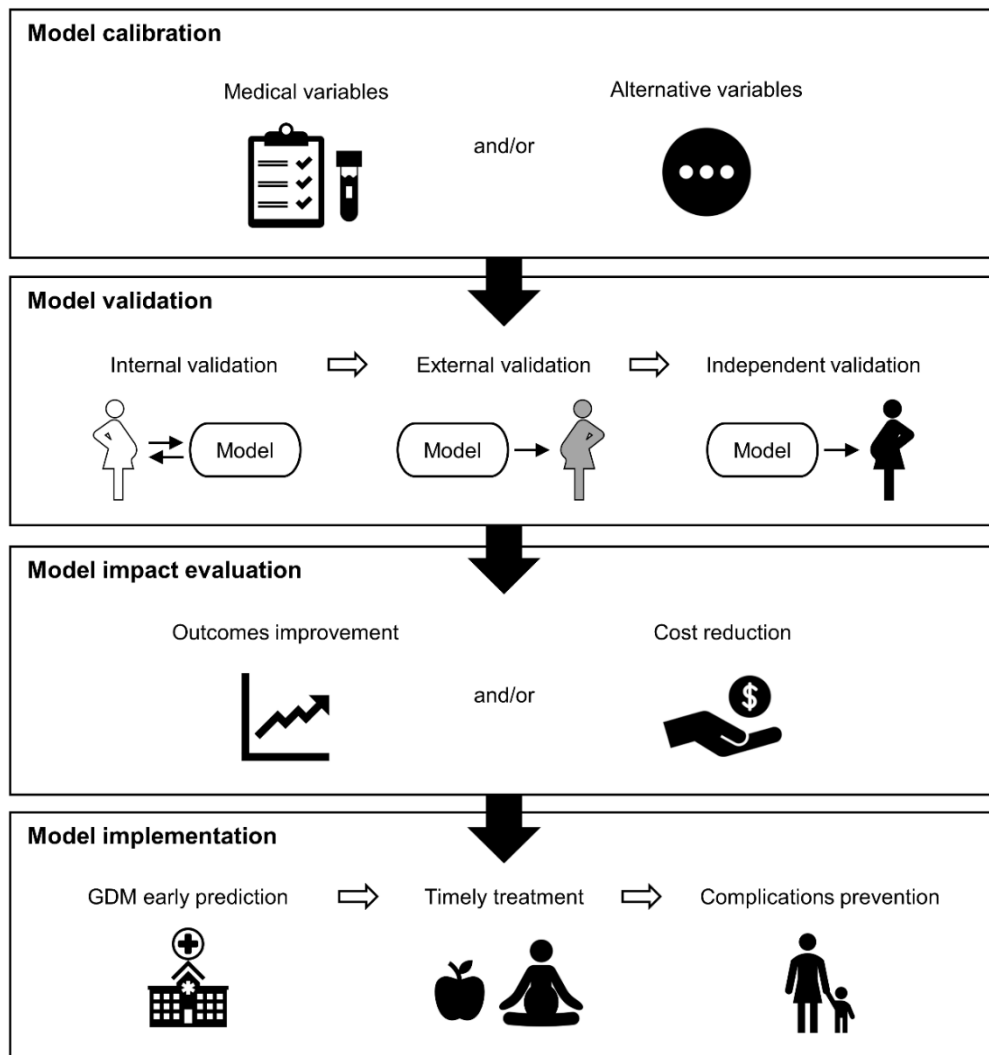 Model calibration
Medical variables
and/or
Alternative variables
Model validation
Internal validation
External validation
Independent validation
Model
Model
Model
Model impact evaluation
Outcomes improvement
and/or
Cost reduction
$
Model implementation
GDM early prediction
Timely treatment
Complications prevention